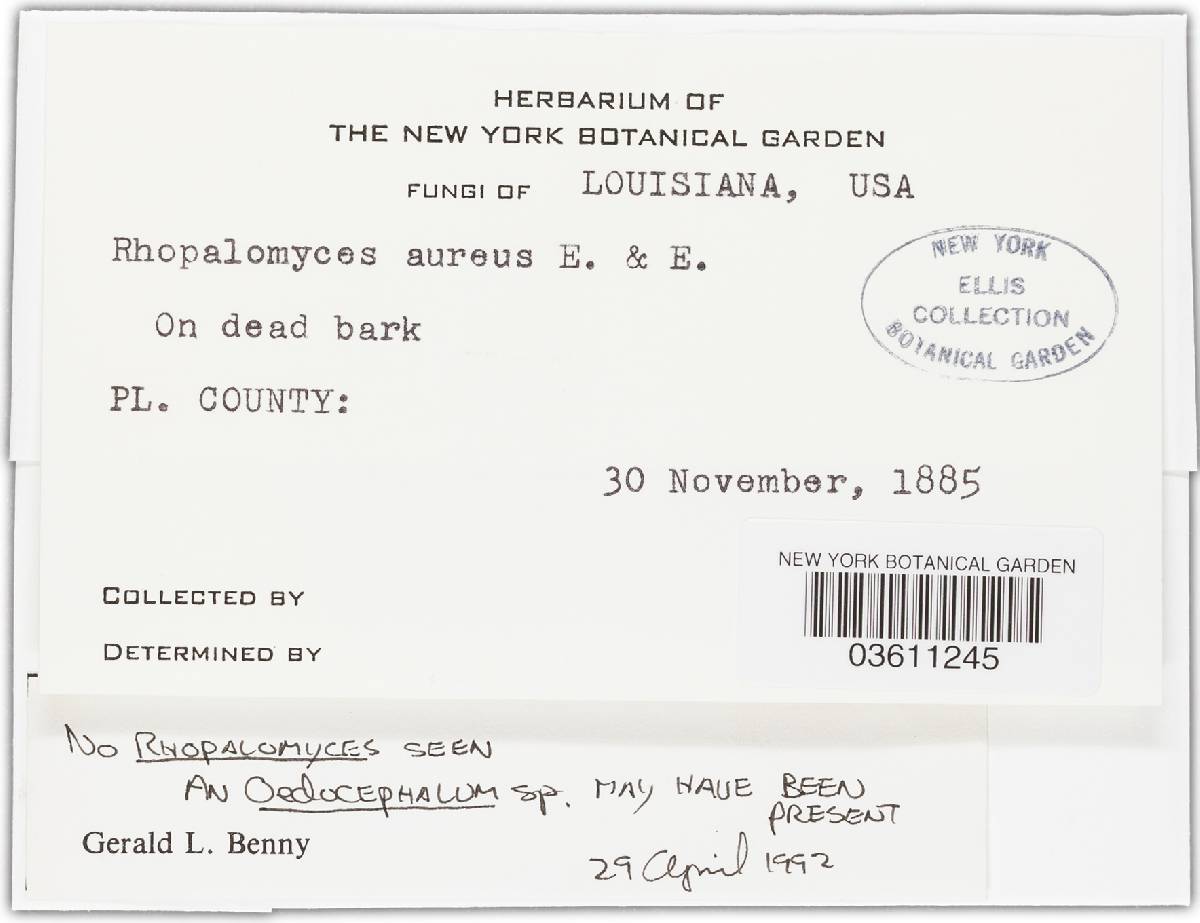 HERBARIUM OF
THE NEW YORK BOTANICAL GARDEN
FUNGI OF LOUISIANA, USA
Rhopalomyces aureus E. & E.
NEW YORK
ELLIS
COLLECTION
BOTANICAL GARDEN
On dead bark
PL. COUNTY:
30 November, 1885
NEW YORK BOTANICAL GARDEN
03611245
COLLECTED BY
DETERMINED BY
No RHOPALOMYCES SEEN
AN OedOCEPHALUM sp. MAY HAVE BEEN
PRESENT
Gerald L. Benny
29 April 1992